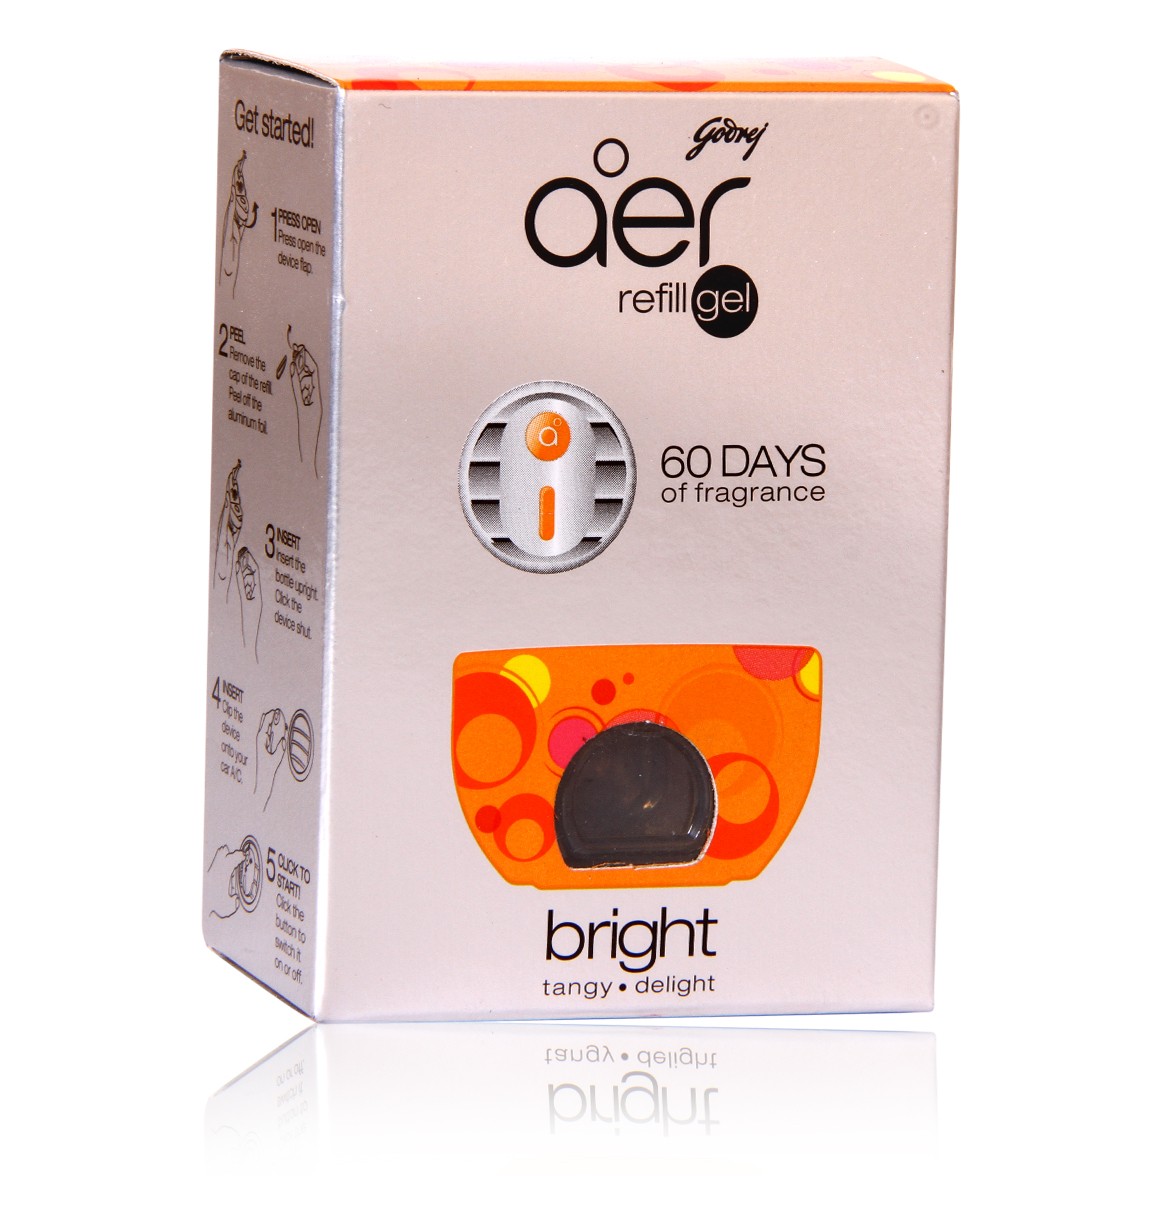 Get started!
1 PRESS OPEN
Press open the
device flap.
2 PEEL
Remove the
cap of the refill.
Peel off the
aluminum foil.
3 INSERT
Insert the
bottle upright.
Click the
device shut.
4 INSERT
Clip the
device
onto your
car A/C.
5 CLICK TO
START!
Click the
button to
switch it
on or off.
Godrej
aer
refill gel
a
60 DAYS
of fragrance
bright
tangy • delight